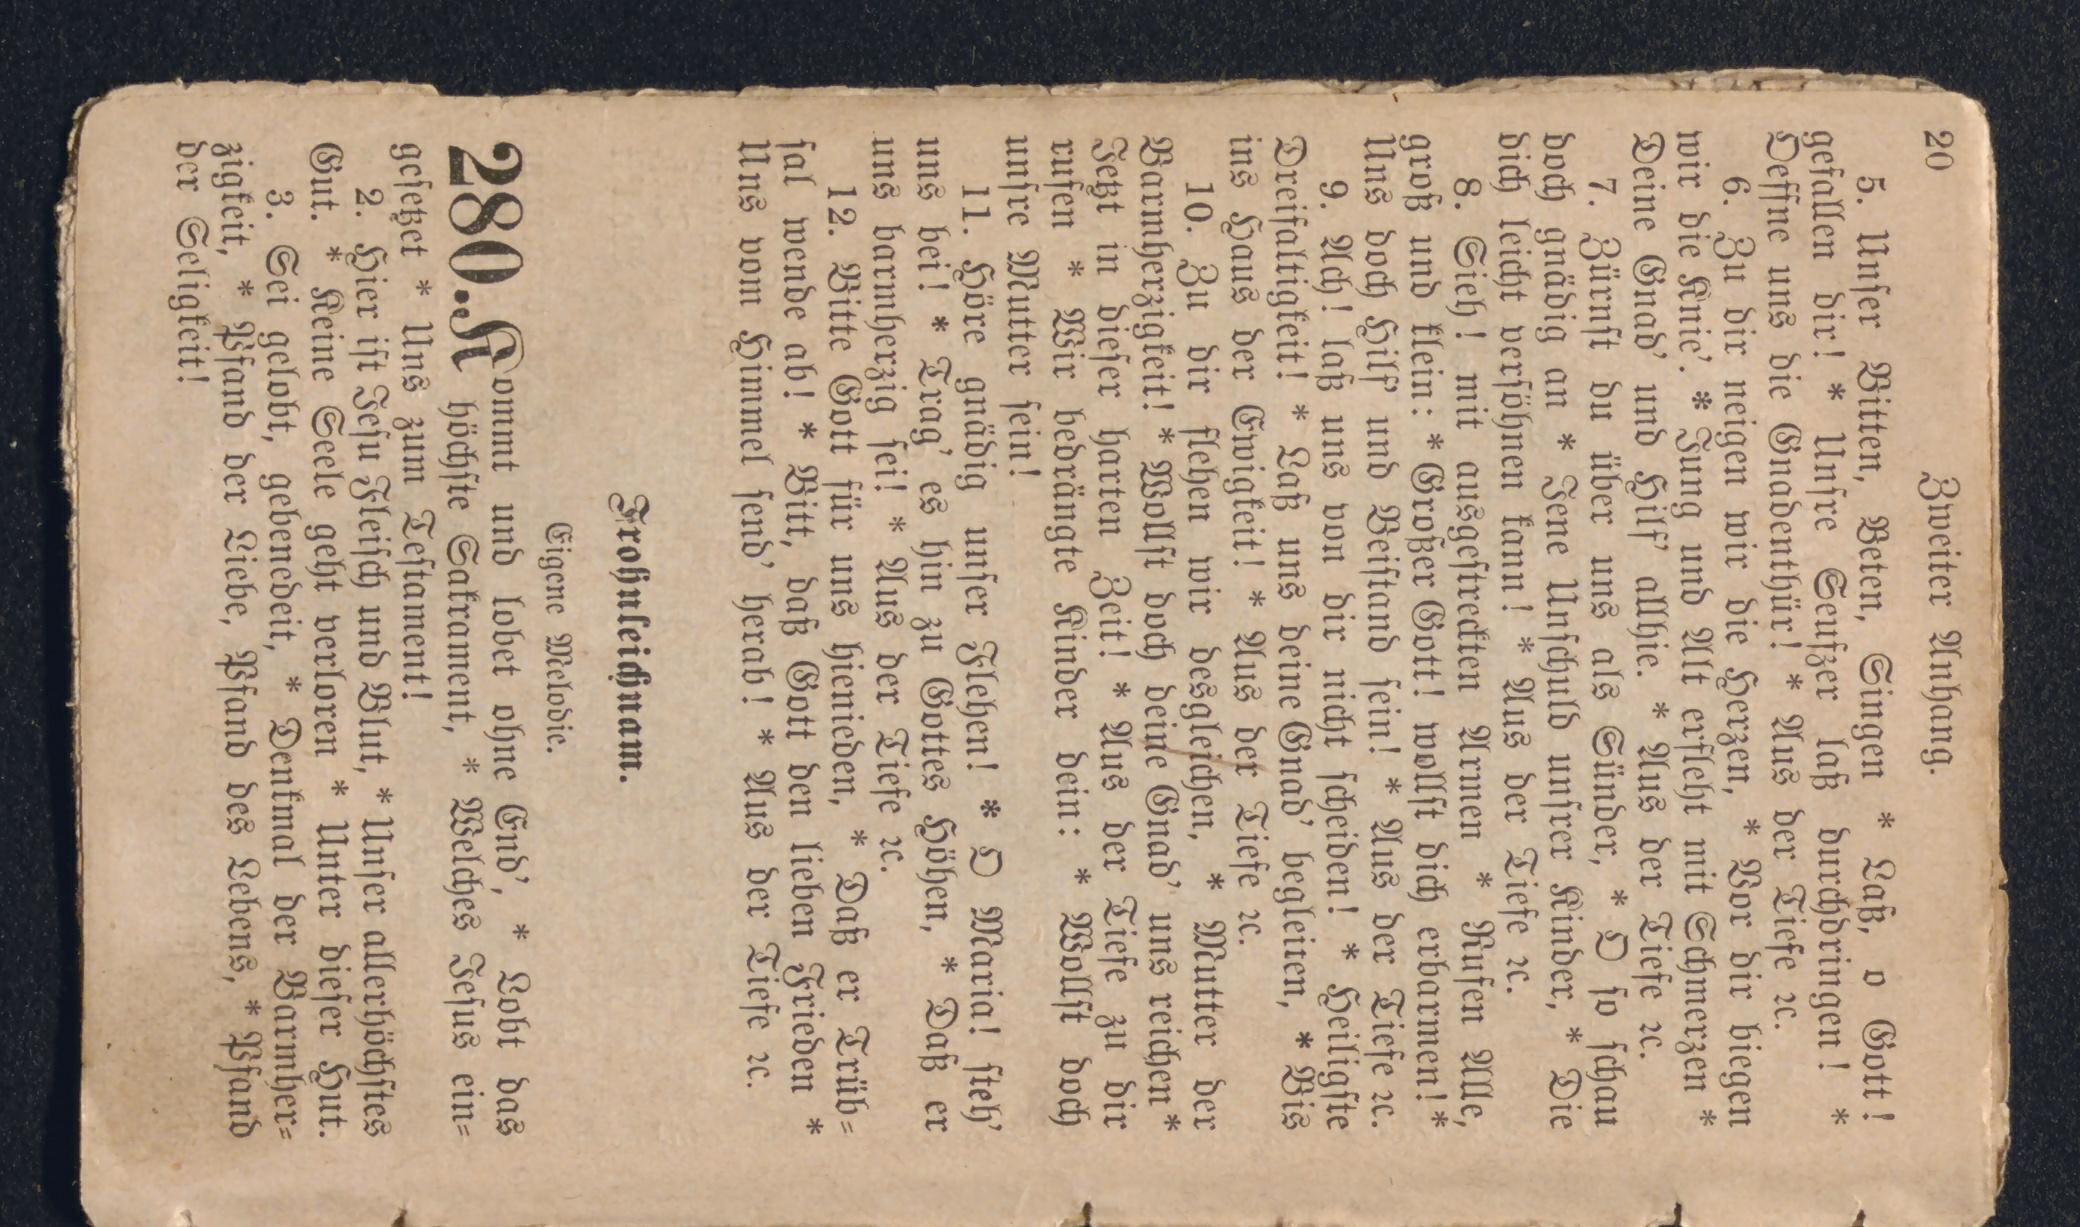 20
Zweiter Anhang.
5. Unſer Bitten, Beten, Singen * Laß, o Gott!
gefallen dir! * Unſre Seufzer laß durchdringen! *
Oeffne uns die Gnadenthür! * Aus der Tiefe ꝛc.
6. Zu dir neigen wir die Herzen, * Vor dir biegen
wir die Knie'. * Jung und Alt erfleht mit Schmerzen *
Deine Gnad' und Hilf' allhie. * Aus der Tiefe ꝛc.
7. Zürnſt du über uns als Sünder, * O ſo ſchau
doch gnädig an * Jene Unſchuld unſrer Kinder, * Die
dich leicht verſöhnen kann! * Aus der Tiefe ꝛc.
8. Sieh! mit ausgeſtreckten Armen * Rufen Alle,
groß und klein: * Großer Gott! wollſt dich erbarmen! *
Uns doch Hilf' und Beiſtand ſein! * Aus der Tiefe ꝛc.
9. Ach! laß uns von dir nicht ſcheiden! * Heiligſte
Dreifaltigkeit! * Laß uns deine Gnad' begleiten, * Bis
ins Haus der Ewigkeit! * Aus der Tiefe ꝛc.
10. Zu dir flehen wir desgleichen, * Mutter der
Barmherzigkeit! * Wollſt doch deine Gnad' uns reichen *
Jetzt in dieſer harten Zeit! * Aus der Tiefe zu dir
rufen * Wir bedrängte Kinder dein: * Wollſt doch
unſre Mutter ſein!
11. Höre gnädig unſer Flehen! * O Maria! ſteh'
uns bei! * Trag' es hin zu Gottes Höhen, * Daß er
uns barmherzig ſei! * Aus der Tiefe ꝛc.
12. Bitte Gott für uns hienieden, * Daß er Trüb⸗
ſal wende ab! * Bitt, daß Gott den lieben Frieden *
Uns vom Himmel ſend' herab! * Aus der Tiefe ꝛc.
Frohnleichnam.
Eigene Melodie.
280. Kommt und lobet ohne End', * Lobt das
höchſte Sakrament, * Welches Jeſus ein⸗
geſetzet * Uns zum Teſtament!
2. Hier iſt Jeſu Fleiſch und Blut, * Unſer allerhöchſtes
Gut. * Keine Seele geht verloren * Unter dieſer Hut.
3. Sei gelobt, gebenedeit, * Denkmal der Barmher⸗
zigkeit, * Pfand der Liebe, Pfand des Lebens, * Pfand
der Seligkeit!